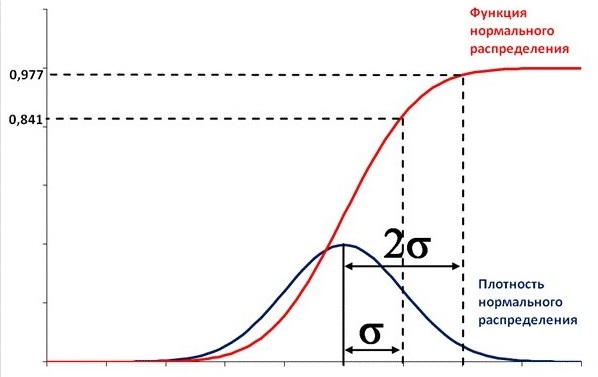 Функция
нормального
распределения
0,977
0,841
2σ
σ
Плотность
нормального
распределения